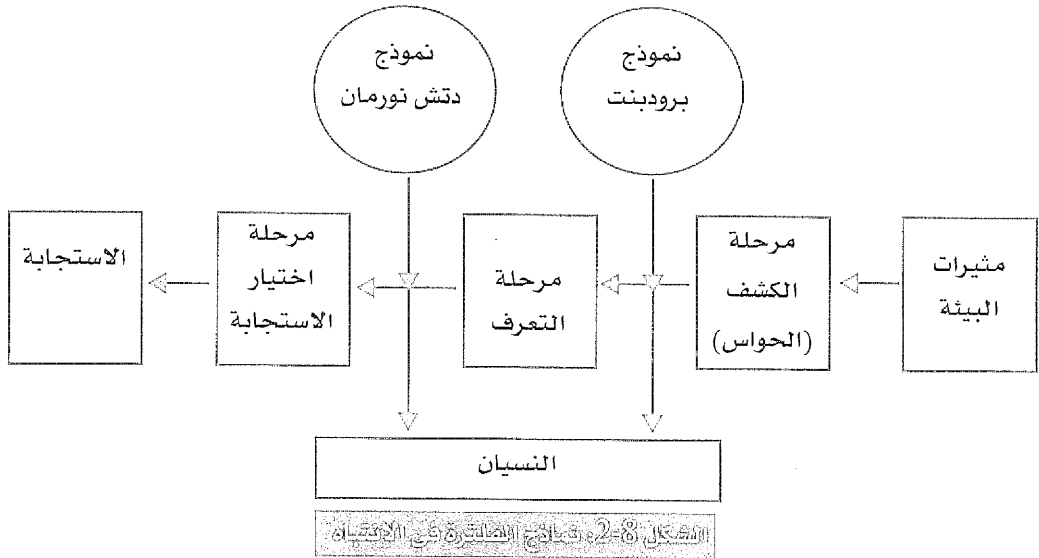 نموذج
برودبنت
نموذج
دتش نورمان
مثيرات
البيئة
مرحلة
الكشف
(الحواس)
مرحلة
التعرف
مرحلة
اختيار
الاستجابة
الاستجابة
النسيان
الشكل 8-2: نماذج الفلترة في الانتباه